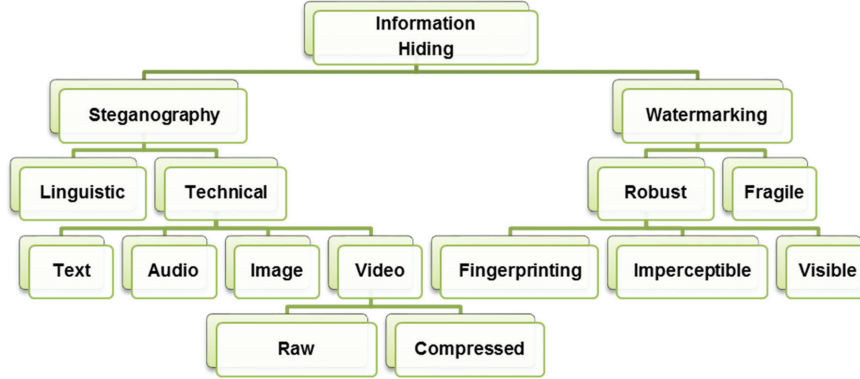 Information
Hiding
Steganography
Watermarking
Linguistic
Technical
Robust
Fragile
Text
Audio
Image
Video
Fingerprinting
Imperceptible
Visible
Raw
Compressed